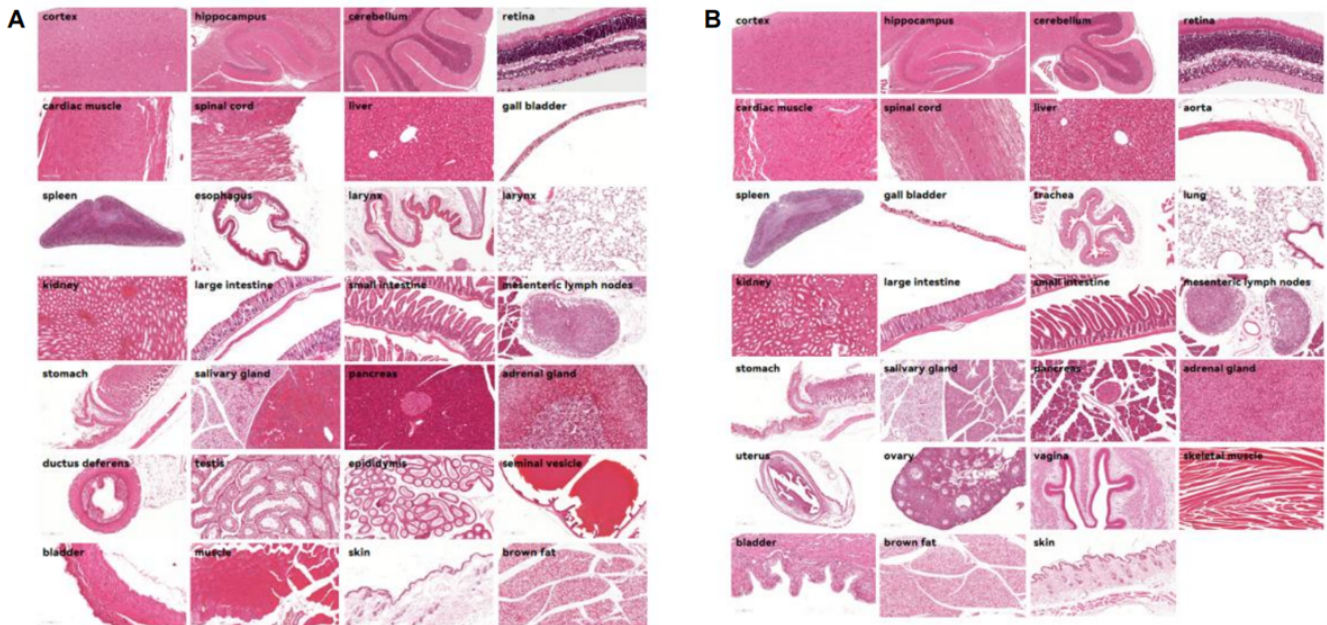 A
cortex
hippocampus
cerebellum
retina
cardiac muscle
spinal cord
liver
gall bladder
spleen
esophagus
larynx
larynx
kidney
large intestine
small intestine
mesenteric lymph nodes
stomach
salivary gland
pancreas
adrenal gland
ductus deferens
testis
epididymis
seminal vesicle
bladder
muscle
skin
brown fat
B
cortex
hippocampus
cerebellum
retina
cardiac muscle
spinal cord
liver
aorta
spleen
gall bladder
trachea
lung
kidney
large intestine
small intestine
mesenteric lymph nodes
stomach
salivary gland
pancreas
adrenal gland
uterus
ovary
vagina
skeletal muscle
bladder
brown fat
skin